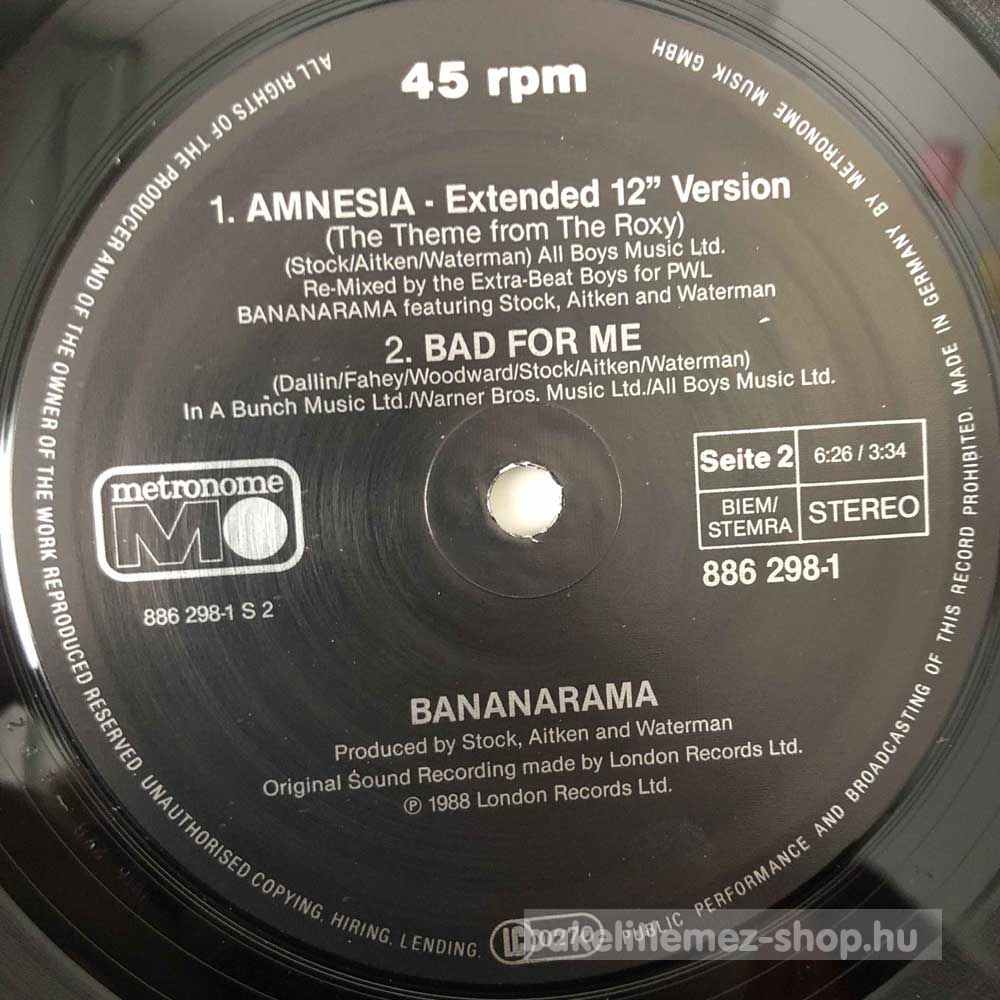 45 rpm
1. AMNESIA - Extended 12” Version
(The Theme from The Roxy)
(Stock/Aitken/Waterman) All Boys Music Ltd.
Re-Mixed by the Extra-Beat Boys for PWL
BANANARAMA featuring Stock, Aitken and Waterman
2. BAD FOR ME
(Dallin/Fahey/Woodward/Stock/Aitken/Waterman)
In A Bunch Music Ltd./Warner Bros. Music Ltd./All Boys Music Ltd.
metronome
M
Seite 2
6:26 / 3:34
BIEM/
STEMRA
STEREO
886 298-1
886 298-1 S 2
BANANARAMA
Produced by Stock, Aitken and Waterman
Original Sound Recording made by London Records Ltd.
℗ 1988 London Records Ltd.
ALL RIGHTS OF THE PRODUCER AND OF THE OWNER OF THE WORK REPRODUCED RESERVED. UNAUTHORISED COPYING, HIRING, LENDING, PUBLIC PERFORMANCE AND BROADCASTING OF THIS RECORD PROHIBITED. MADE IN GERMANY BY METRONOME MUSIK GMBH
LC
bakelitlemez-shop.hu